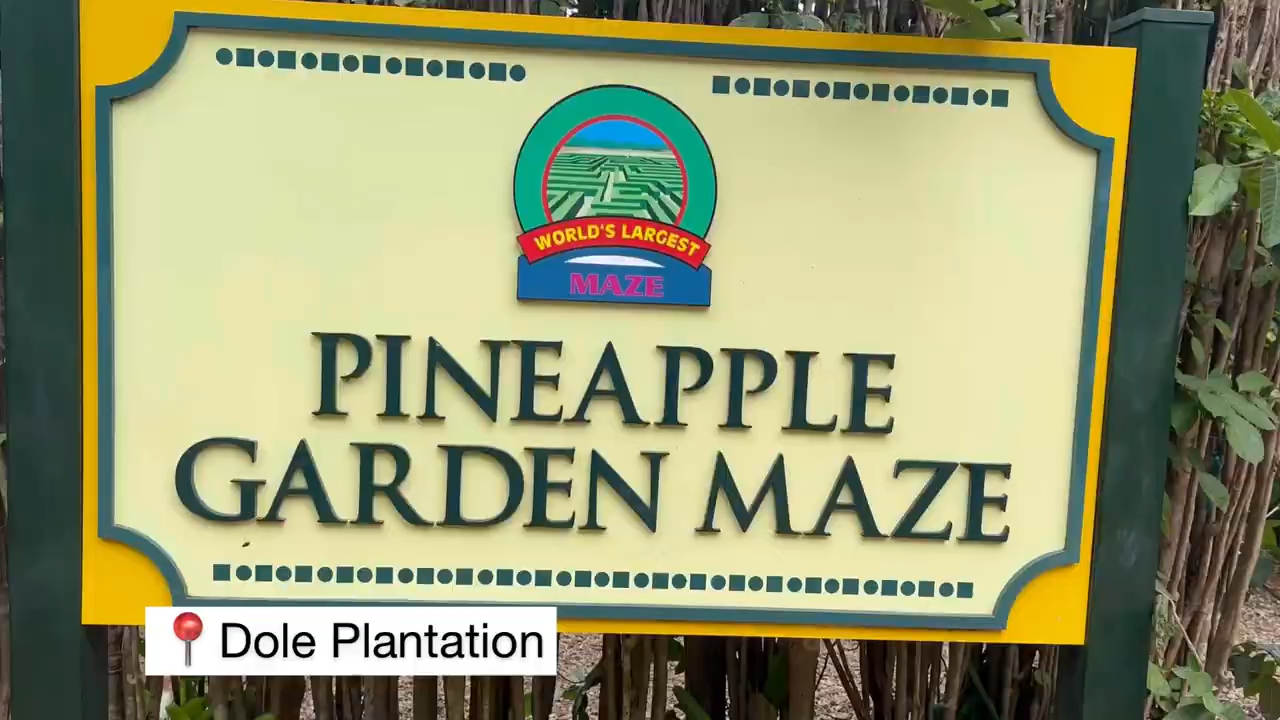 WORLD'S LARGEST
MAZE
PINEAPPLE
GARDEN MAZE
Dole Plantation